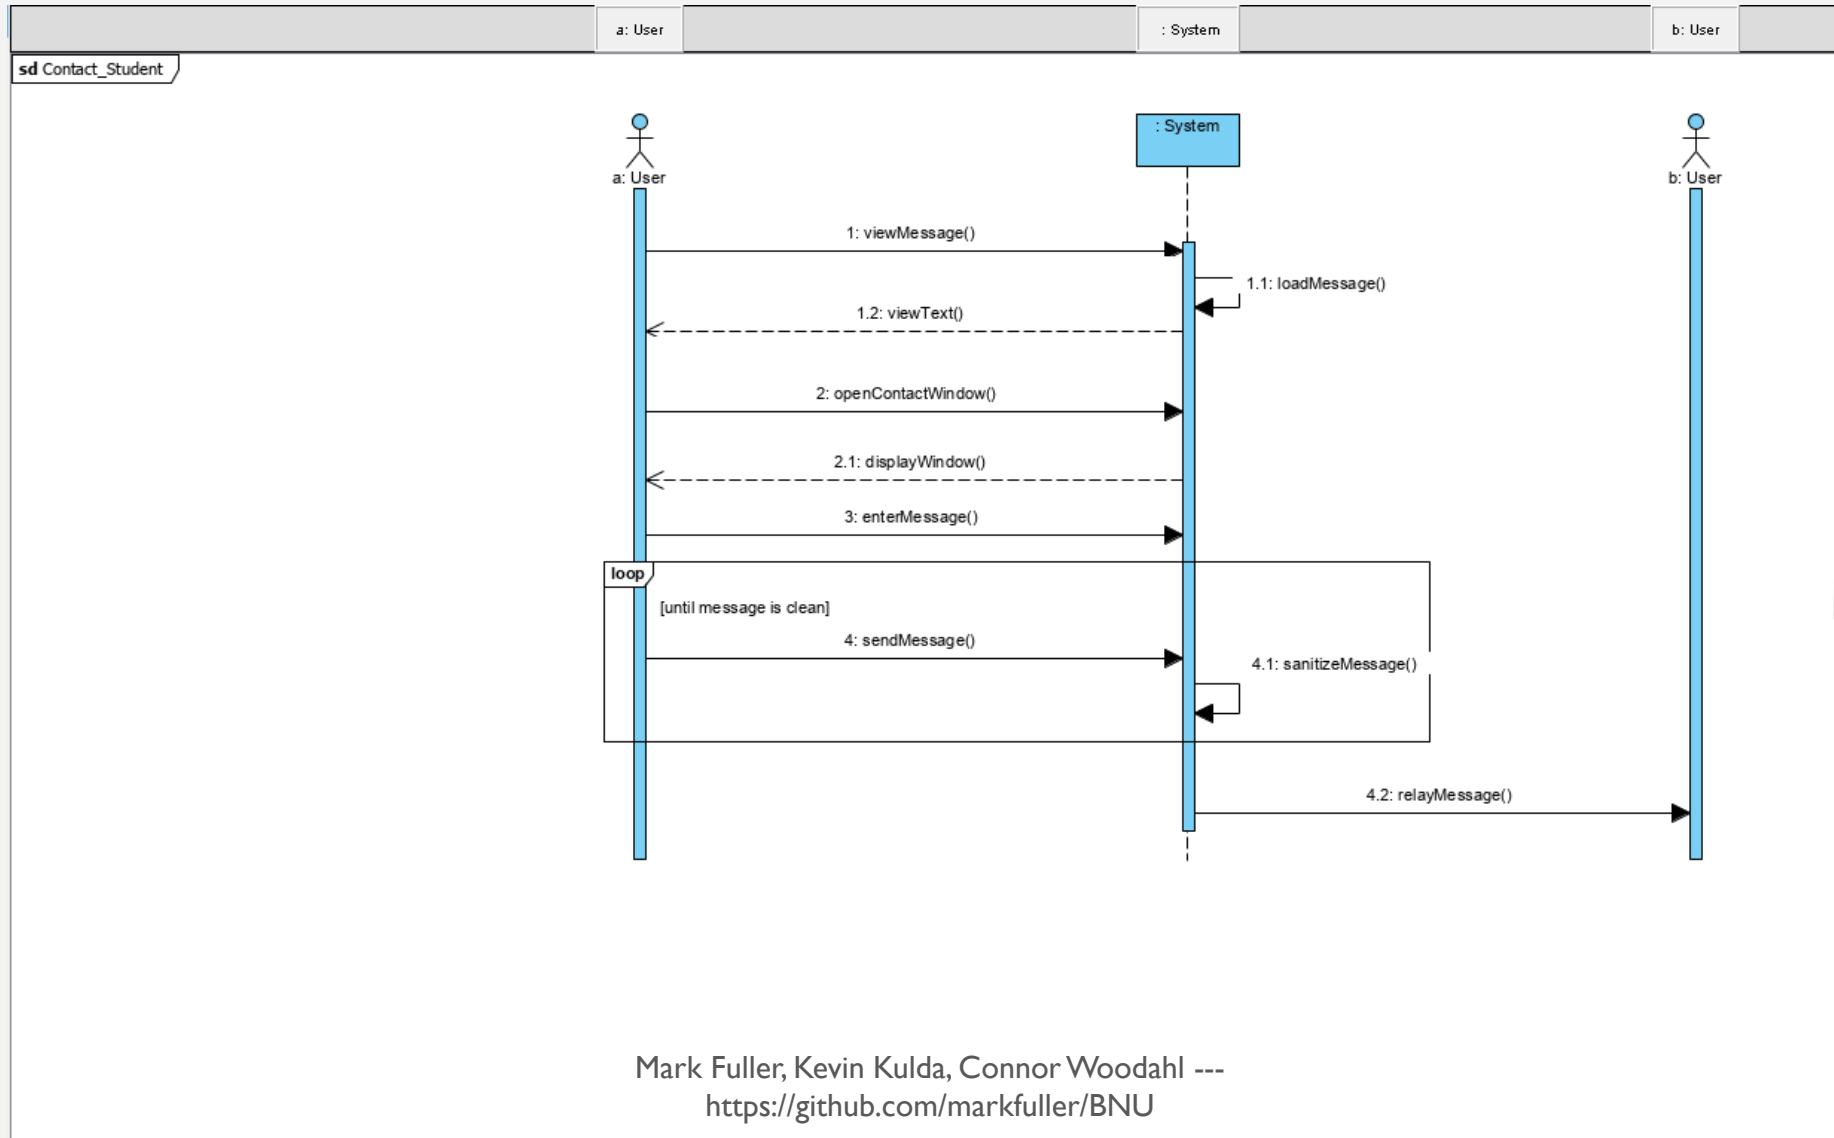 a: User
: System
b: User
sd Contact_Student
: System
a: User
b: User
1: viewMessage()
1.1: loadMessage()
1.2: viewText()
2: openContactWindow()
2.1: displayWindow()
3: enterMessage()
loop
[until message is clean]
4: sendMessage()
4.1: sanitizeMessage()
4.2: relayMessage()
Mark Fuller, Kevin Kulda, Connor Woodahl ---
https://github.com/markfuller/BNU